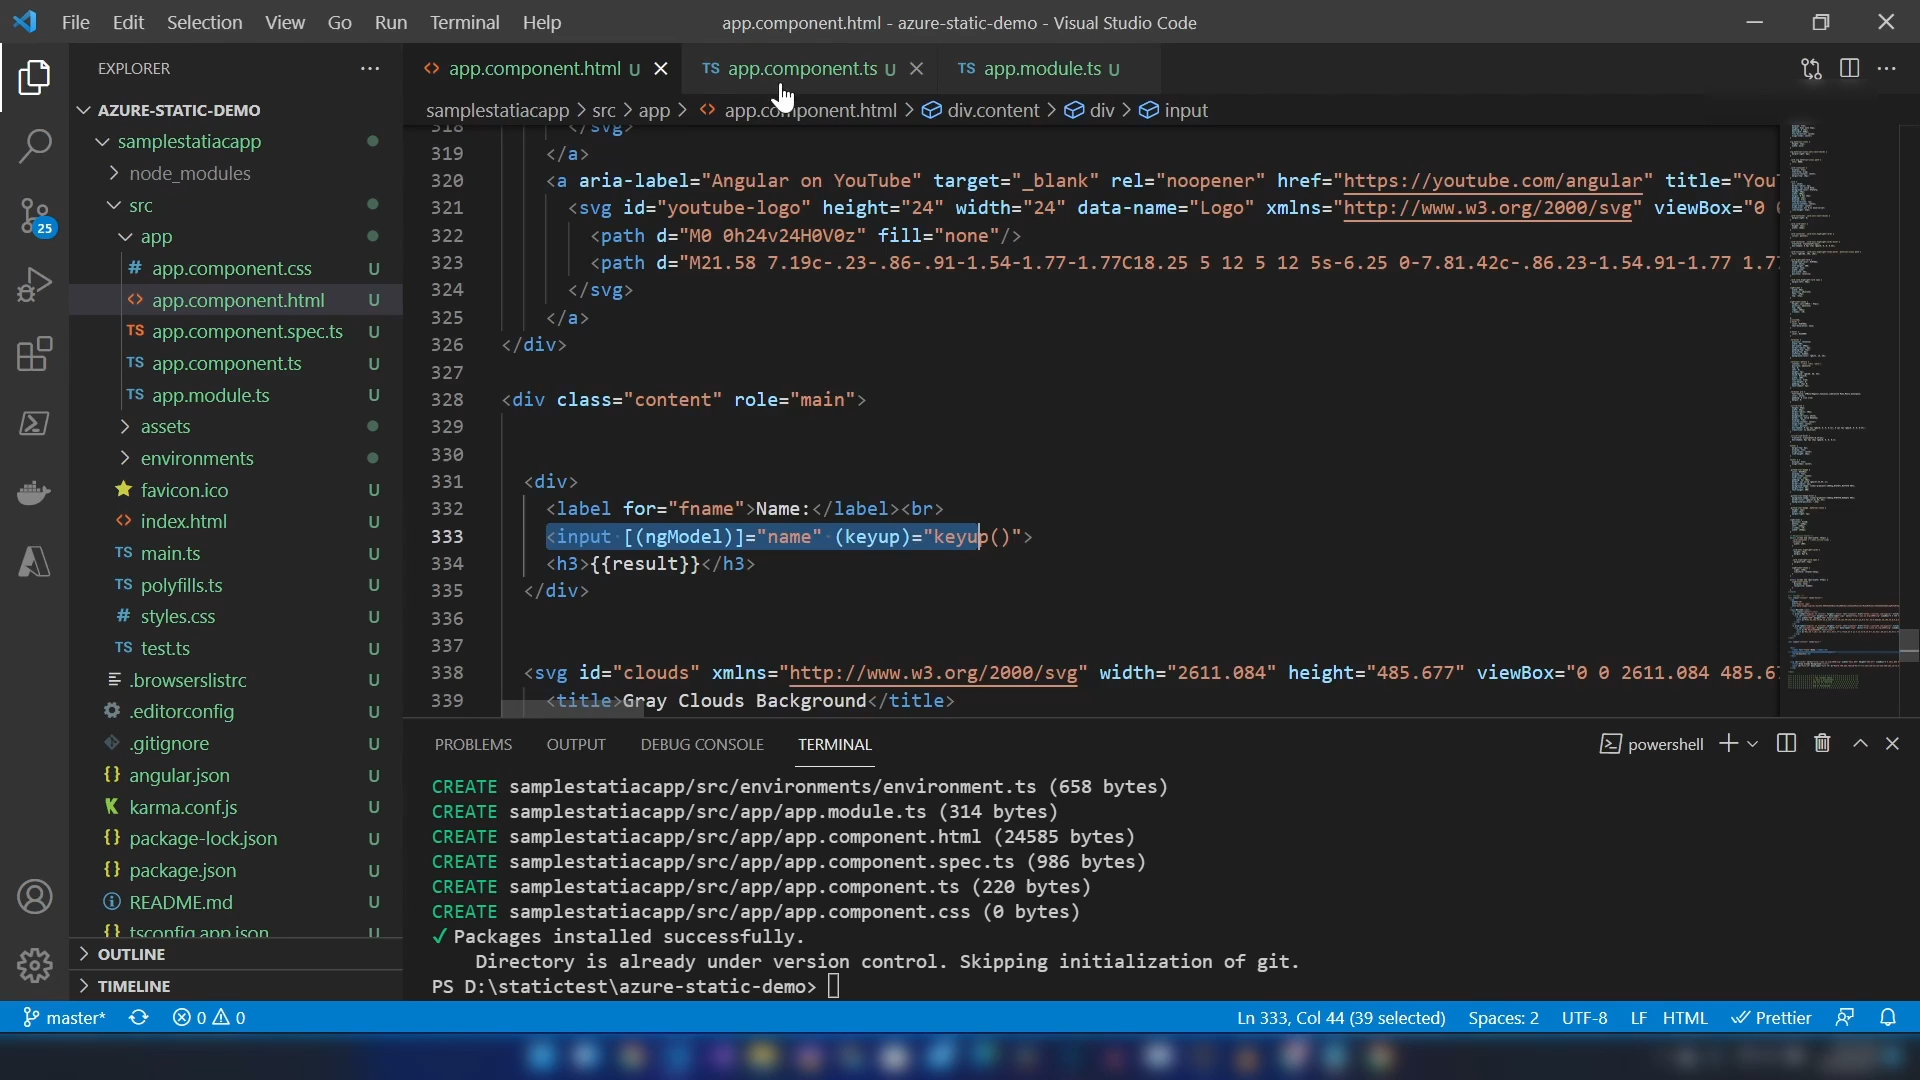 File Edit Selection View Go Run Terminal Help
app.component.html - azure-static-demo - Visual Studio Code
EXPLORER
<> app.component.html U
TS app.component.ts U
TS app.module.ts U
samplestatiacapp > src > app > <> app.component.html > div.content > div > input
AZURE-STATIC-DEMO
samplestatiacapp
node_modules
src
app
# app.component.css U
<> app.component.html U
TS app.component.spec.ts U
TS app.component.ts U
TS app.module.ts U
assets
environments
favicon.ico U
<> index.html U
TS main.ts U
TS polyfills.ts U
# styles.css U
TS test.ts U
.browserslistrc U
.editorconfig U
.gitignore U
{} angular.json U
K karma.conf.js U
{} package-lock.json U
{} package.json U
README.md U
{} tsconfig.app.json U
OUTLINE
TIMELINE
25
318 </svg>
319 </a>
320 <a aria-label="Angular on YouTube" target="_blank" rel="noopener" href="https://youtube.com/angular" title="You
321 <svg id="youtube-logo" height="24" width="24" data-name="Logo" xmlns="http://www.w3.org/2000/svg" viewBox="0 0
322 <path d="M0 0h24v24H0V0z" fill="none"/>
323 <path d="M21.58 7.19c-.23-.86-.91-1.54-1.77-1.77C18.25 5 12 5 12 5s-6.25 0-7.81.42c-.86.23-1.54.91-1.77 1.7
324 </svg>
325 </a>
326 </div>
327
328 <div class="content" role="main">
329
330
331 <div>
332 <label for="fname">Name:</label><br>
333 <input [(ngModel)]="name" (keyup)="keyup()">
334 <h3>{{result}}</h3>
335 </div>
336
337
338 <svg id="clouds" xmlns="http://www.w3.org/2000/svg" width="2611.084" height="485.677" viewBox="0 0 2611.084 485.6
339 <title>Gray Clouds Background</title>
PROBLEMS OUTPUT DEBUG CONSOLE TERMINAL
powershell
CREATE samplestatiacapp/src/environments/environment.ts (658 bytes)
CREATE samplestatiacapp/src/app/app.module.ts (314 bytes)
CREATE samplestatiacapp/src/app/app.component.html (24585 bytes)
CREATE samplestatiacapp/src/app/app.component.spec.ts (986 bytes)
CREATE samplestatiacapp/src/app/app.component.ts (220 bytes)
CREATE samplestatiacapp/src/app/app.component.css (0 bytes)
✓ Packages installed successfully.
Directory is already under version control. Skipping initialization of git.
PS D:\statictest\azure-static-demo>
master* 0 0 Ln 333, Col 44 (39 selected) Spaces: 2 UTF-8 LF HTML Prettier